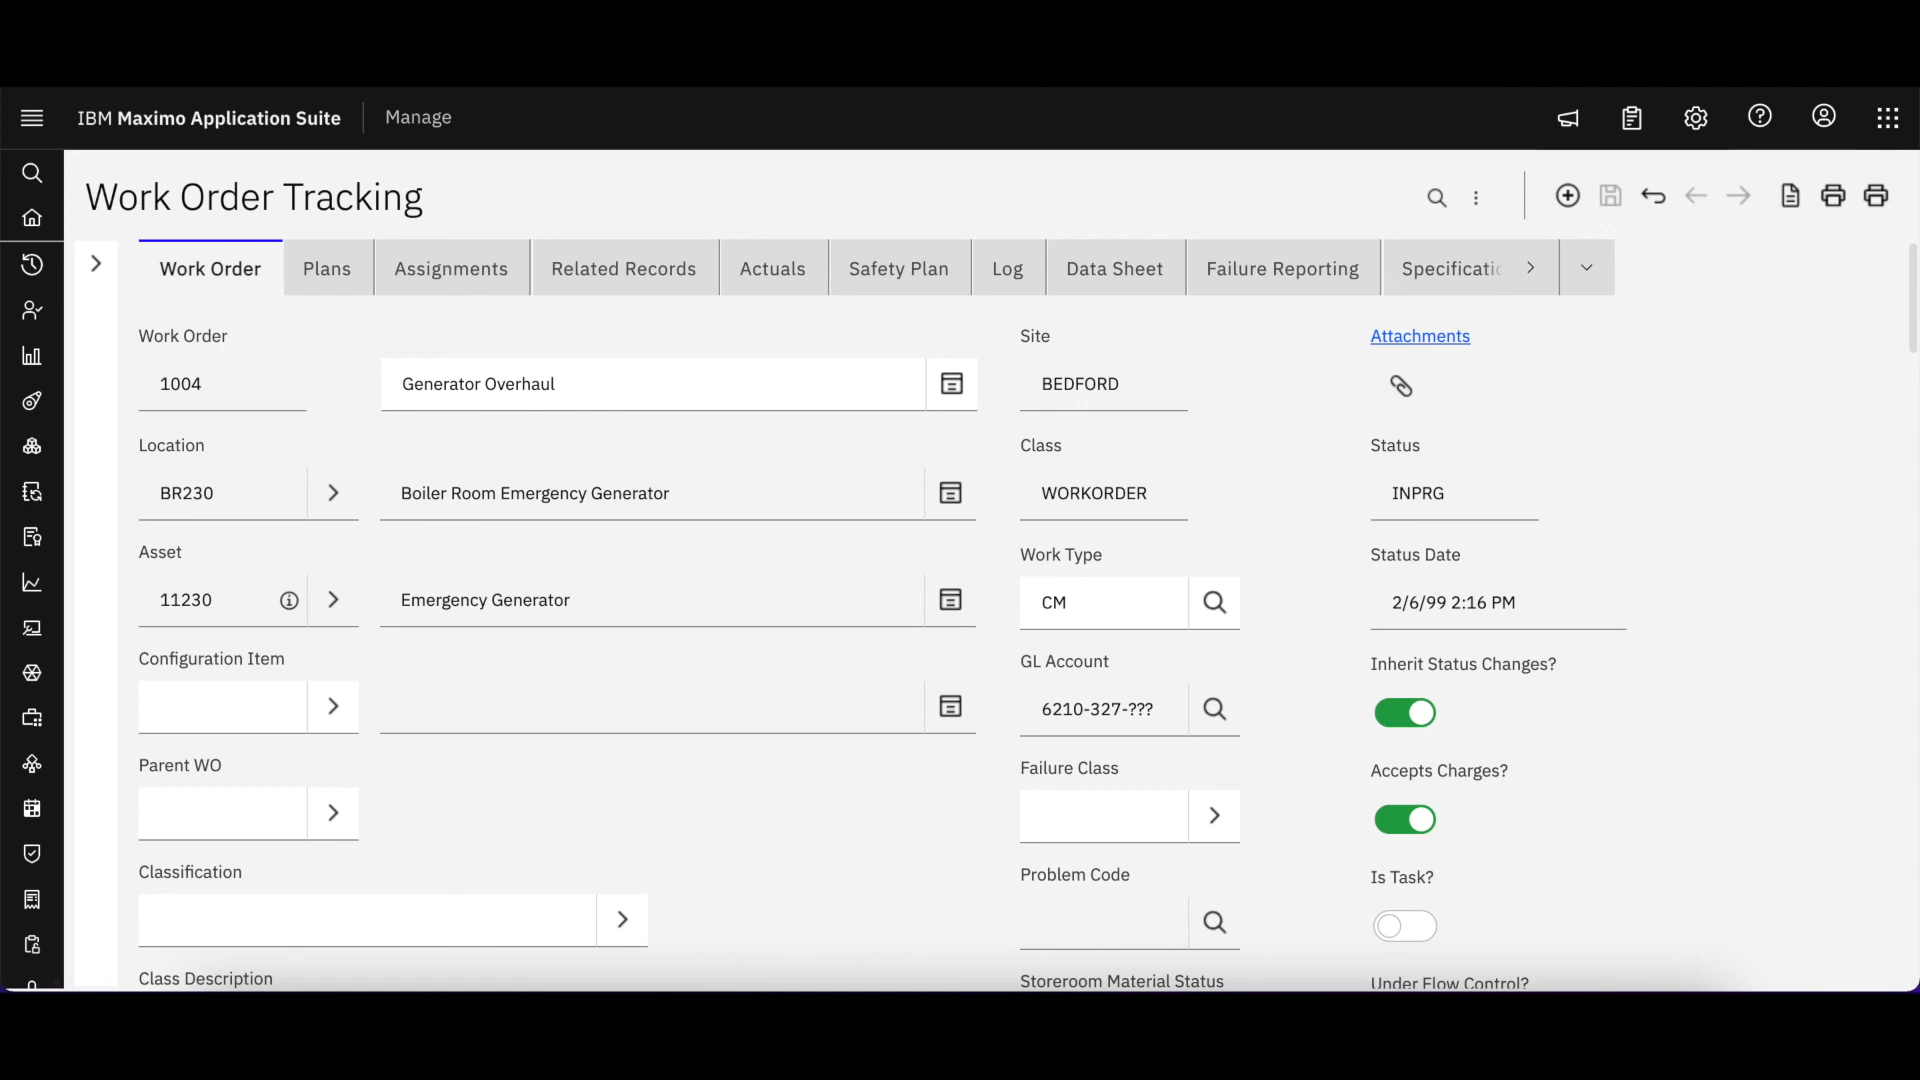 IBM Maximo Application Suite
Manage
Work Order Tracking
Work Order
Plans
Assignments
Related Records
Actuals
Safety Plan
Log
Data Sheet
Failure Reporting
Work Order
Site
Attachments
1004
Generator Overhaul
BEDFORD
Location
Class
Status
BR230
Boiler Room Emergency Generator
WORKORDER
INPRG
Asset
Work Type
Status Date
11230
Emergency Generator
CM
2/6/99 2:16 PM
Configuration Item
GL Account
Inherit Status Changes?
6210-327-???
Parent WO
Failure Class
Accepts Charges?
Classification
Problem Code
Is Task?
Class Description
Storeroom Material Status
Under Flow Control?